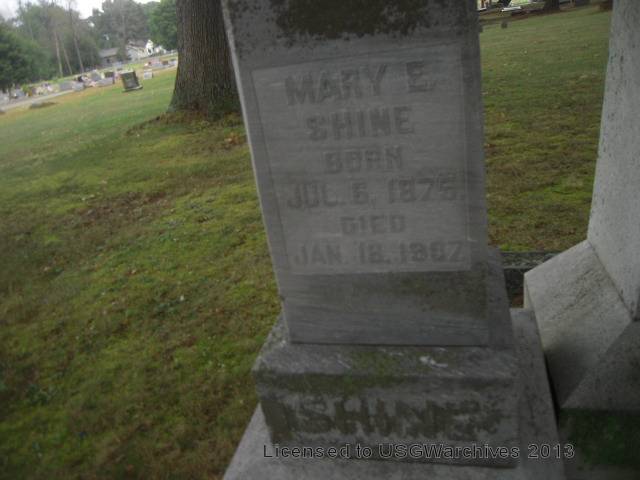 MARY E.
SHINE
BORN
JUL. 6, 1875
DIED
JAN. 18, 1882
SHINE
Licensed to USGWarchives 2013